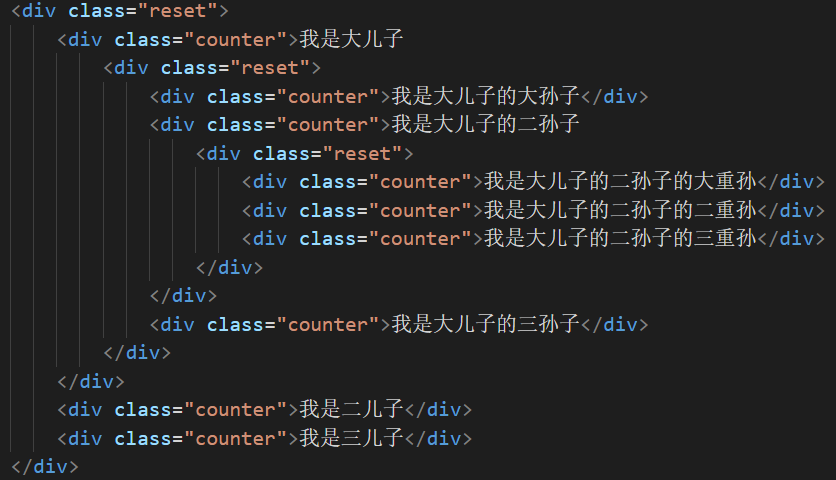 <div class="reset">
    <div class="counter">我是大儿子
        <div class="reset">
            <div class="counter">我是大儿子的大孙子</div>
            <div class="counter">我是大儿子的二孙子
                <div class="reset">
                    <div class="counter">我是大儿子的二孙子的大重孙</div>
                    <div class="counter">我是大儿子的二孙子的二重孙</div>
                    <div class="counter">我是大儿子的二孙子的三重孙</div>
                </div>
            </div>
            <div class="counter">我是大儿子的三孙子</div>
        </div>
    </div>
    <div class="counter">我是二儿子</div>
    <div class="counter">我是三儿子</div>
</div>